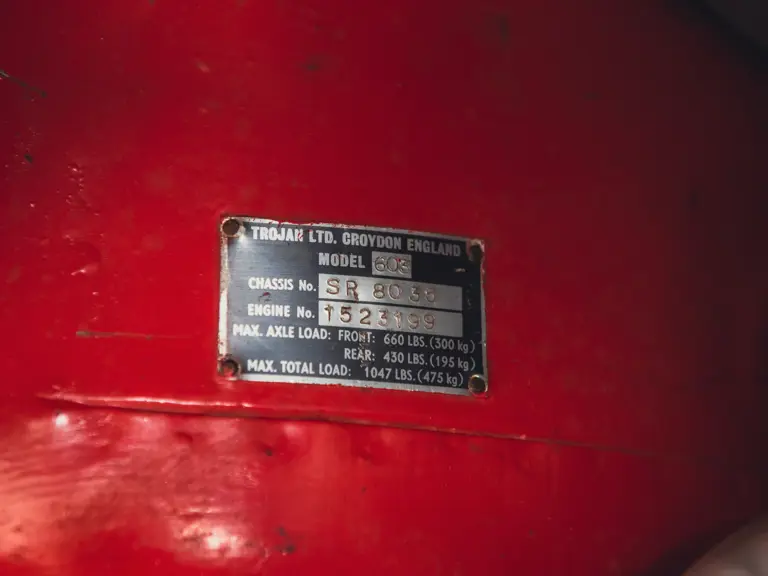 TROJAN LTD. CROYDON ENGLAND
MODEL 603
CHASSIS No. SR 8036
ENGINE No. 1523199
MAX. AXLE LOAD: FRONT: 660 LBS. (300 kg)
REAR: 430 LBS. (195 kg)
MAX. TOTAL LOAD: 1047 LBS. (475 kg)